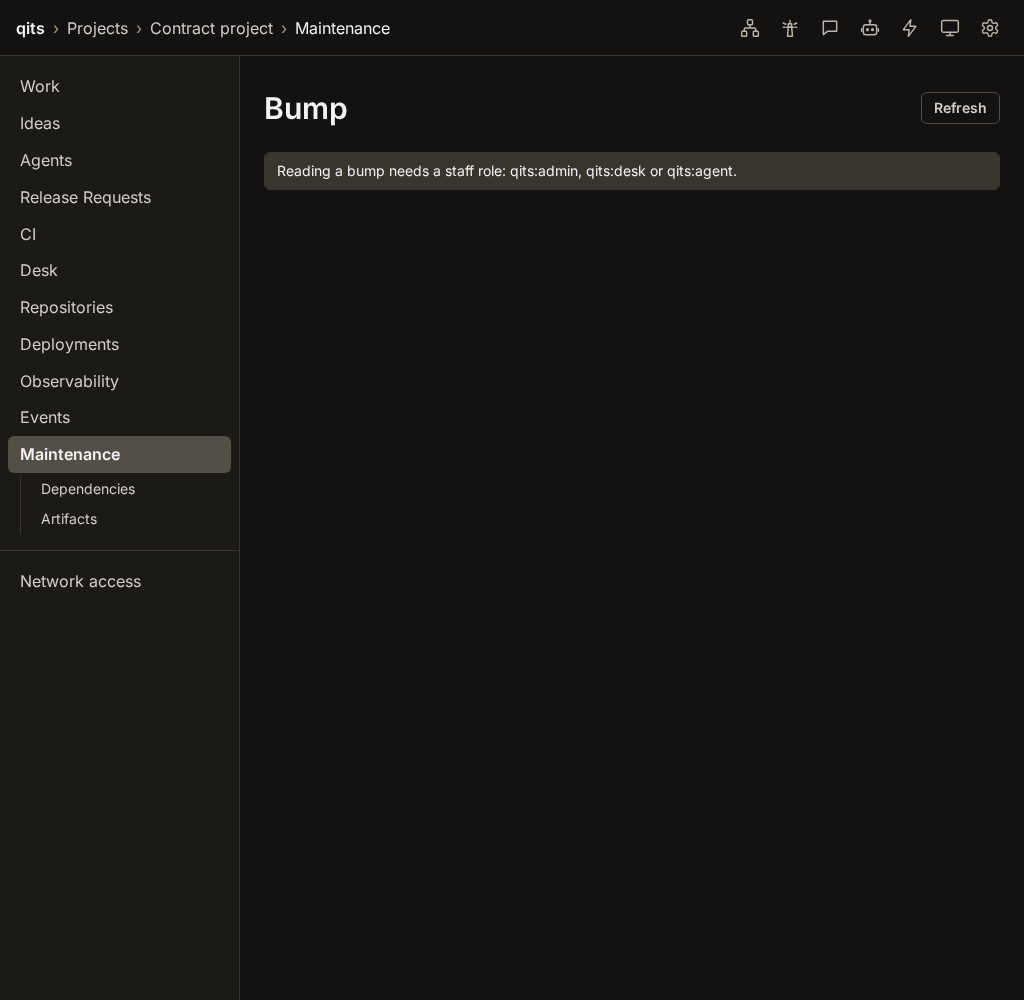 qits › Projects › Contract project › Maintenance
Work
Ideas
Agents
Release Requests
CI
Desk
Repositories
Deployments
Observability
Events
Maintenance
Dependencies
Artifacts
Network access
Bump
Refresh
Reading a bump needs a staff role: qits:admin, qits:desk or qits:agent.